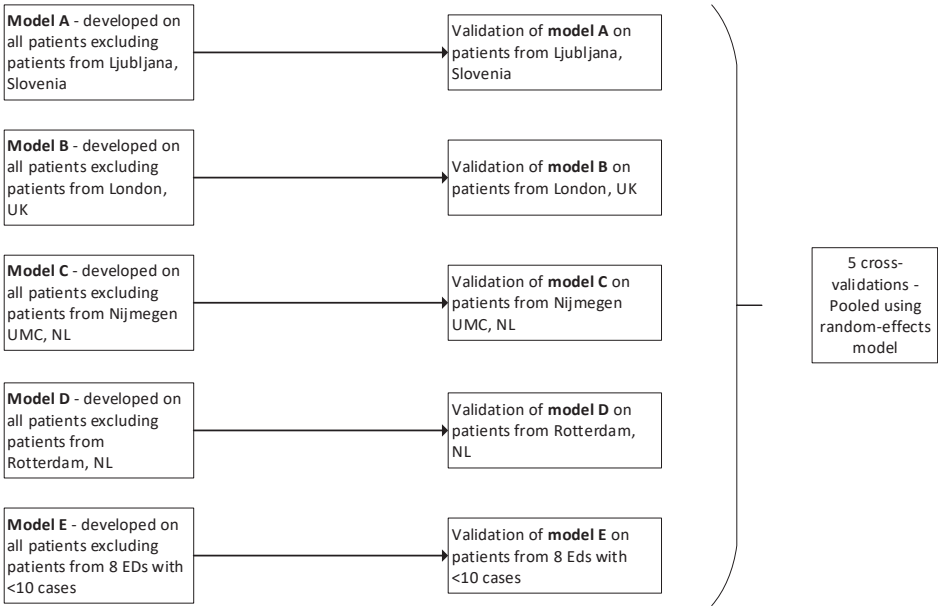 Model A - developed on
all patients excluding
patients from Ljubljana,
Slovenia
Validation of model A on
patients from Ljubljana,
Slovenia
Model B - developed on
all patients excluding
patients from London,
UK
Validation of model B on
patients from London, UK
Model C - developed on
all patients excluding
patients from Nijmegen
UMC, NL
Validation of model C on
patients from Nijmegen
UMC, NL
Model D - developed on
all patients excluding
patients from
Rotterdam, NL
Validation of model D on
patients from Rotterdam,
NL
Model E - developed on
all patients excluding
patients from 8 EDs with
<10 cases
Validation of model E on
patients from 8 Eds with
<10 cases
5 cross-
validations -
Pooled using
random-effects
model